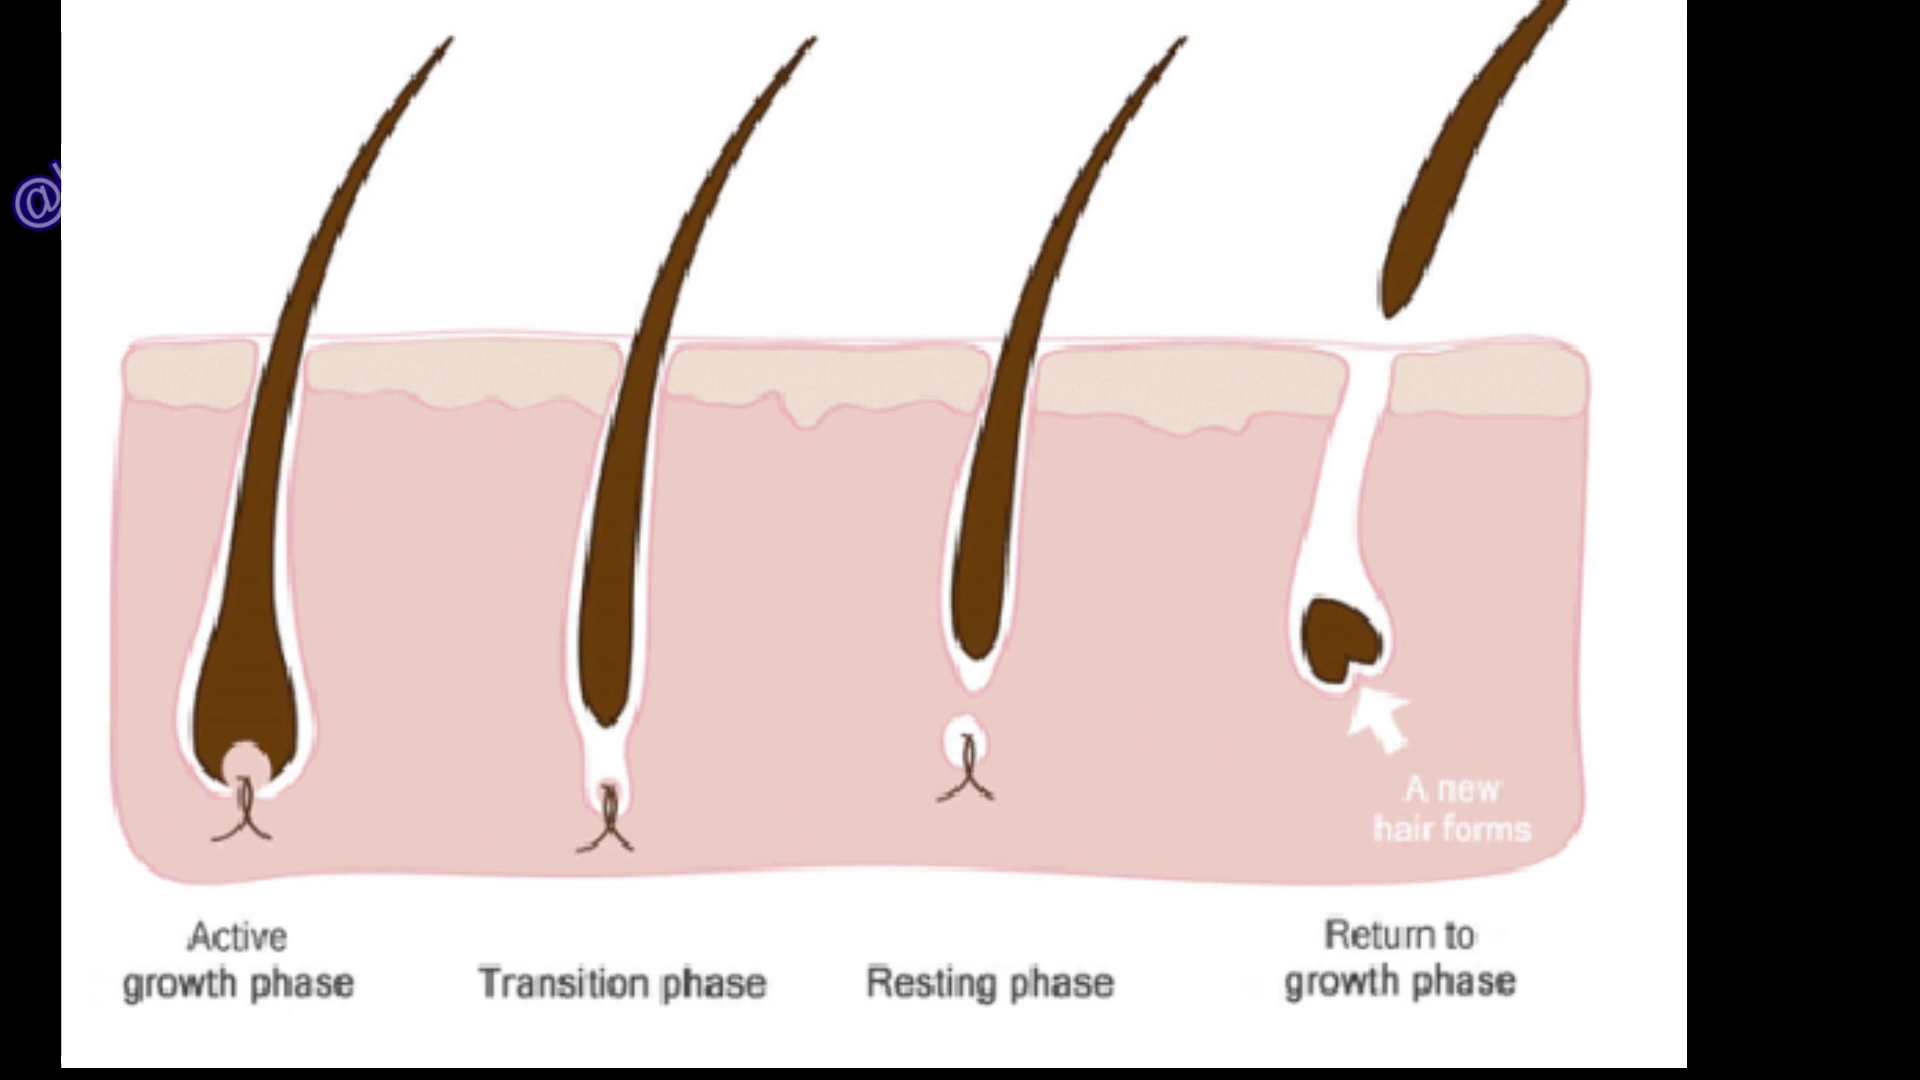 @
A new
hair forms
Active
growth phase
Transition phase
Resting phase
Return to
growth phase